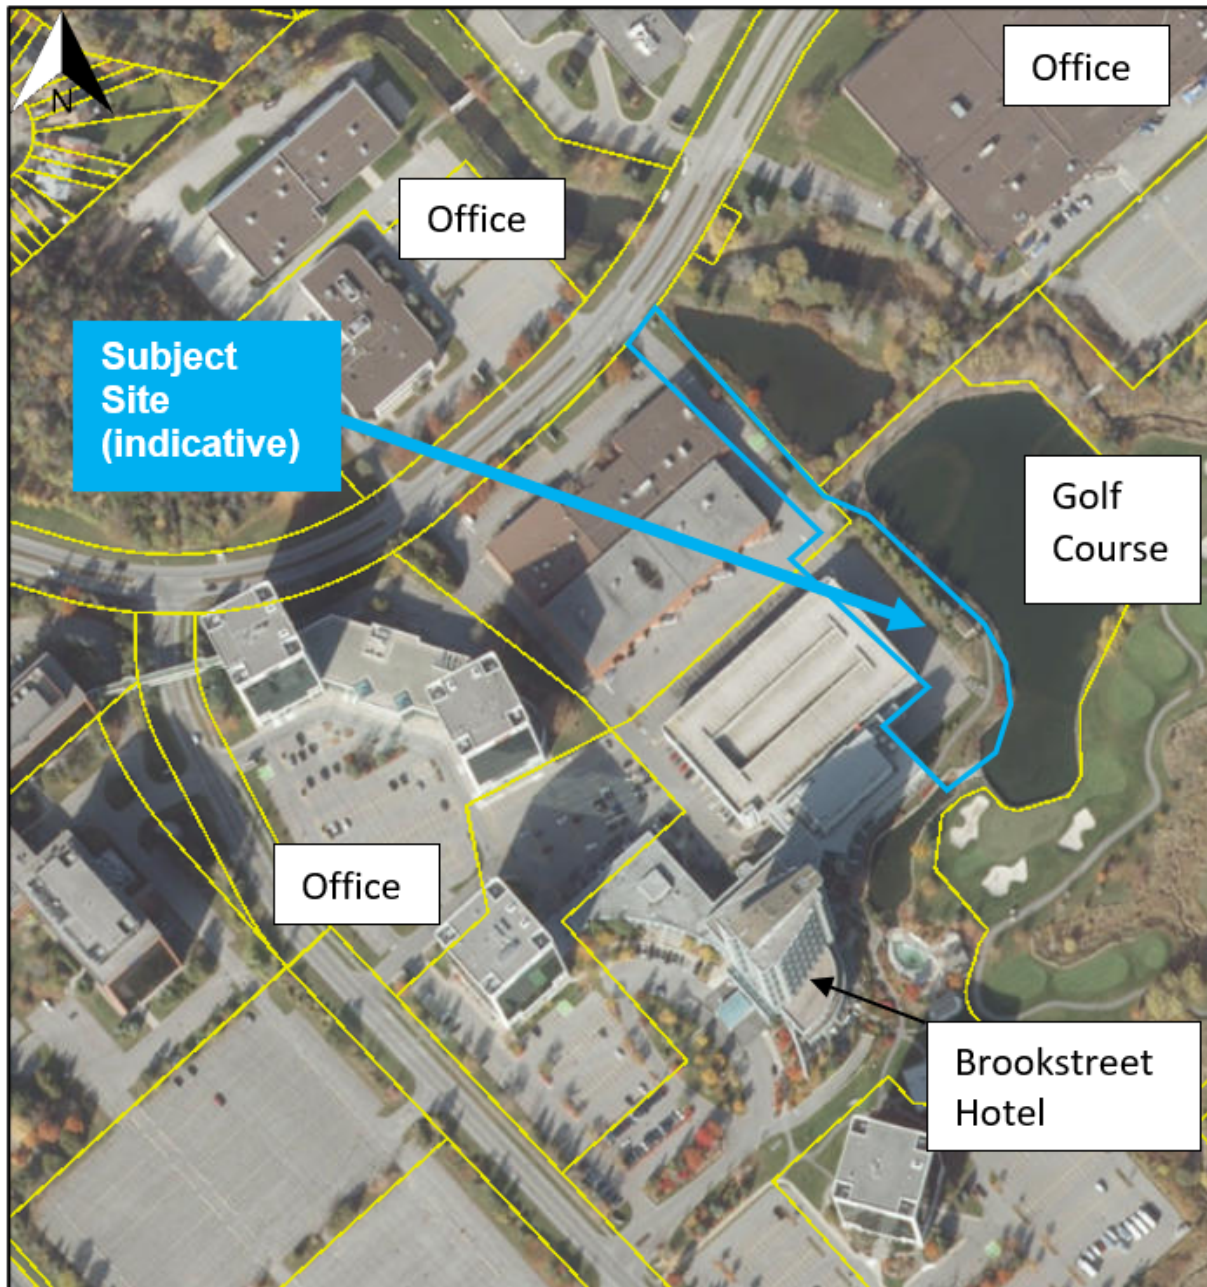 N
Office
Office
Subject
Site
(indicative)
Golf
Course
Office
Brookstreet
Hotel